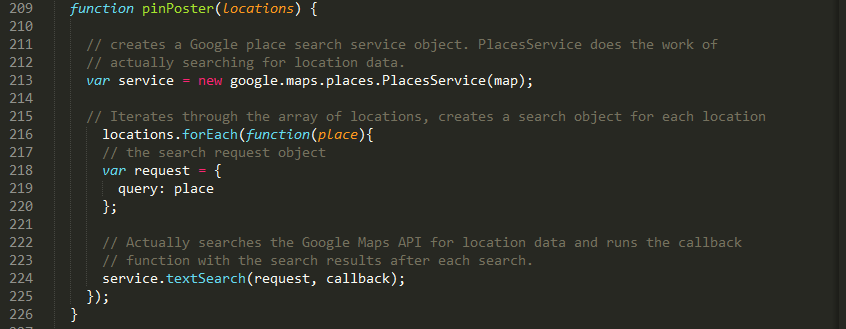 209 function pinPoster(locations) {
210
211 // creates a Google place search service object. PlacesService does the work of
212 // actually searching for location data.
213 var service = new google.maps.places.PlacesService(map);
214
215 // Iterates through the array of locations, creates a search object for each location
216 locations.forEach(function(place){
217 // the search request object
218 var request = {
219 query: place
220 };
221
222 // Actually searches the Google Maps API for location data and runs the callback
223 // function with the search results after each search.
224 service.textSearch(request, callback);
225 });
226 }